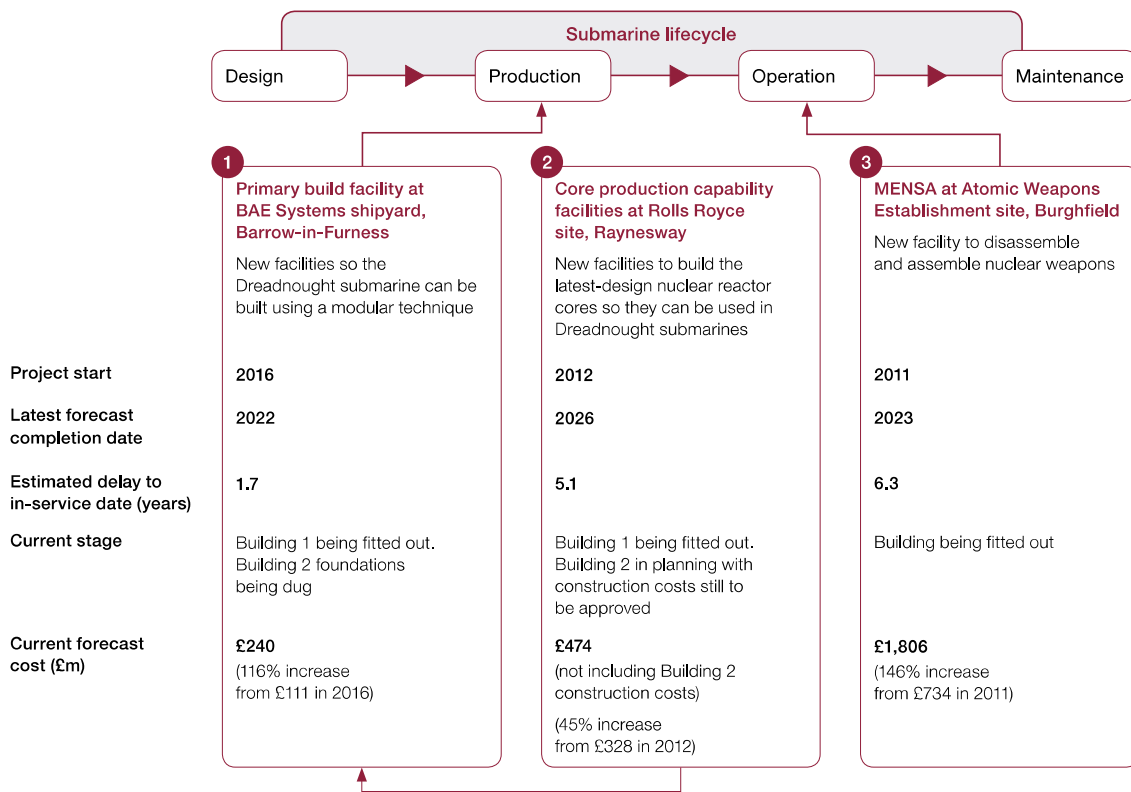 Submarine lifecycle
Design
Production
Operation
Maintenance
1
Primary build facility at
BAE Systems shipyard,
Barrow-in-Furness
New facilities so the
Dreadnought submarine can be
built using a modular technique
2
Core production capability
facilities at Rolls Royce
site, Raynesway
New facilities to build the
latest-design nuclear reactor
cores so they can be used in
Dreadnought submarines
3
MENSA at Atomic Weapons
Establishment site, Burghfield
New facility to disassemble
and assemble nuclear weapons
Project start
2016
2012
2011
Latest forecast
completion date
2022
2026
2023
Estimated delay to
in-service date (years)
1.7
5.1
6.3
Current stage
Building 1 being fitted out.
Building 2 foundations
being dug
Building 1 being fitted out.
Building 2 in planning with
construction costs still to
be approved
Building being fitted out
Current forecast
cost (£m)
£240
(116% increase
from £111 in 2016)
£474
(not including Building 2
construction costs)
(45% increase
from £328 in 2012)
£1,806
(146% increase
from £734 in 2011)